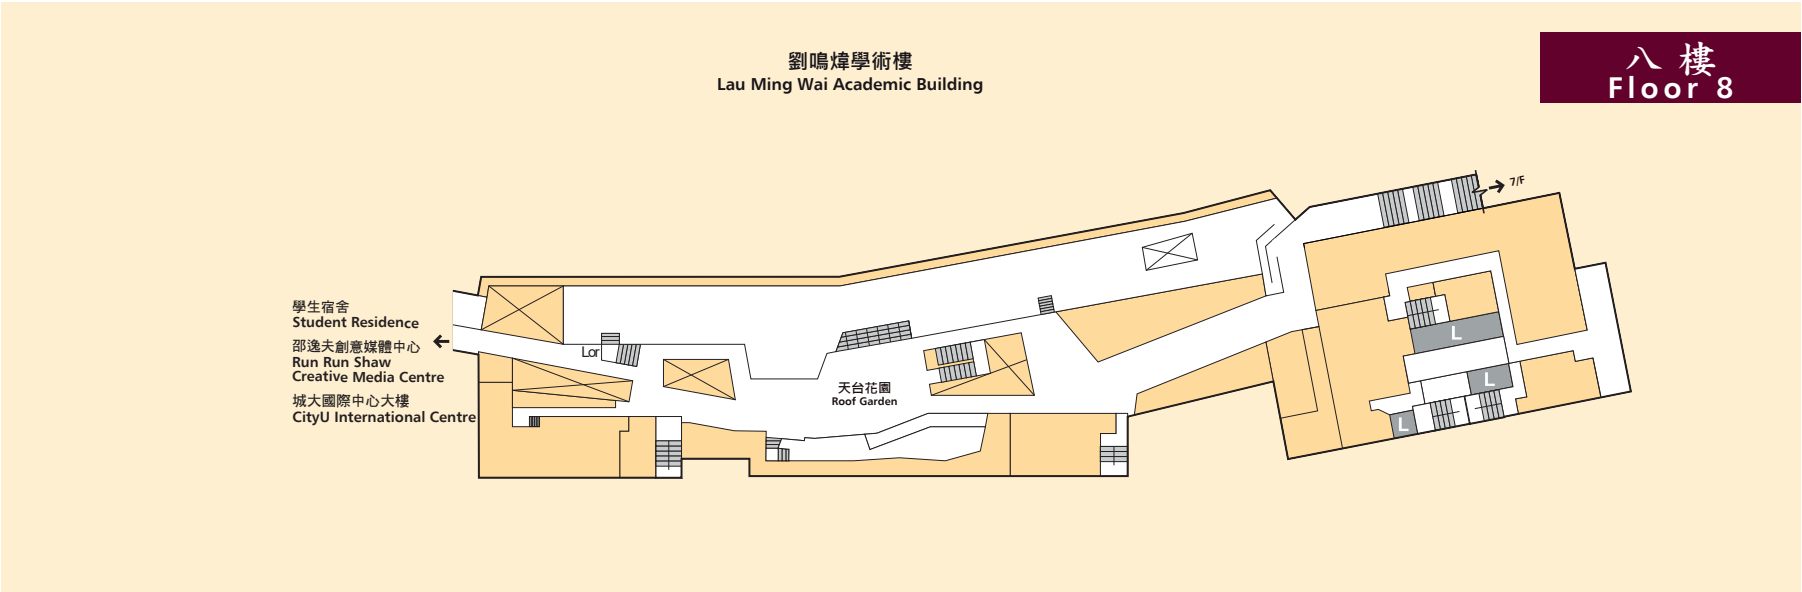 劉鳴煒學術樓
Lau Ming Wai Academic Building
八樓
Floor 8
7/F
學生宿舍
Student Residence
邵逸夫創意媒體中心
Run Run Shaw
Creative Media Centre
城大國際中心大樓
CityU International Centre
Lor
天台花園
Roof Garden
L
L
L